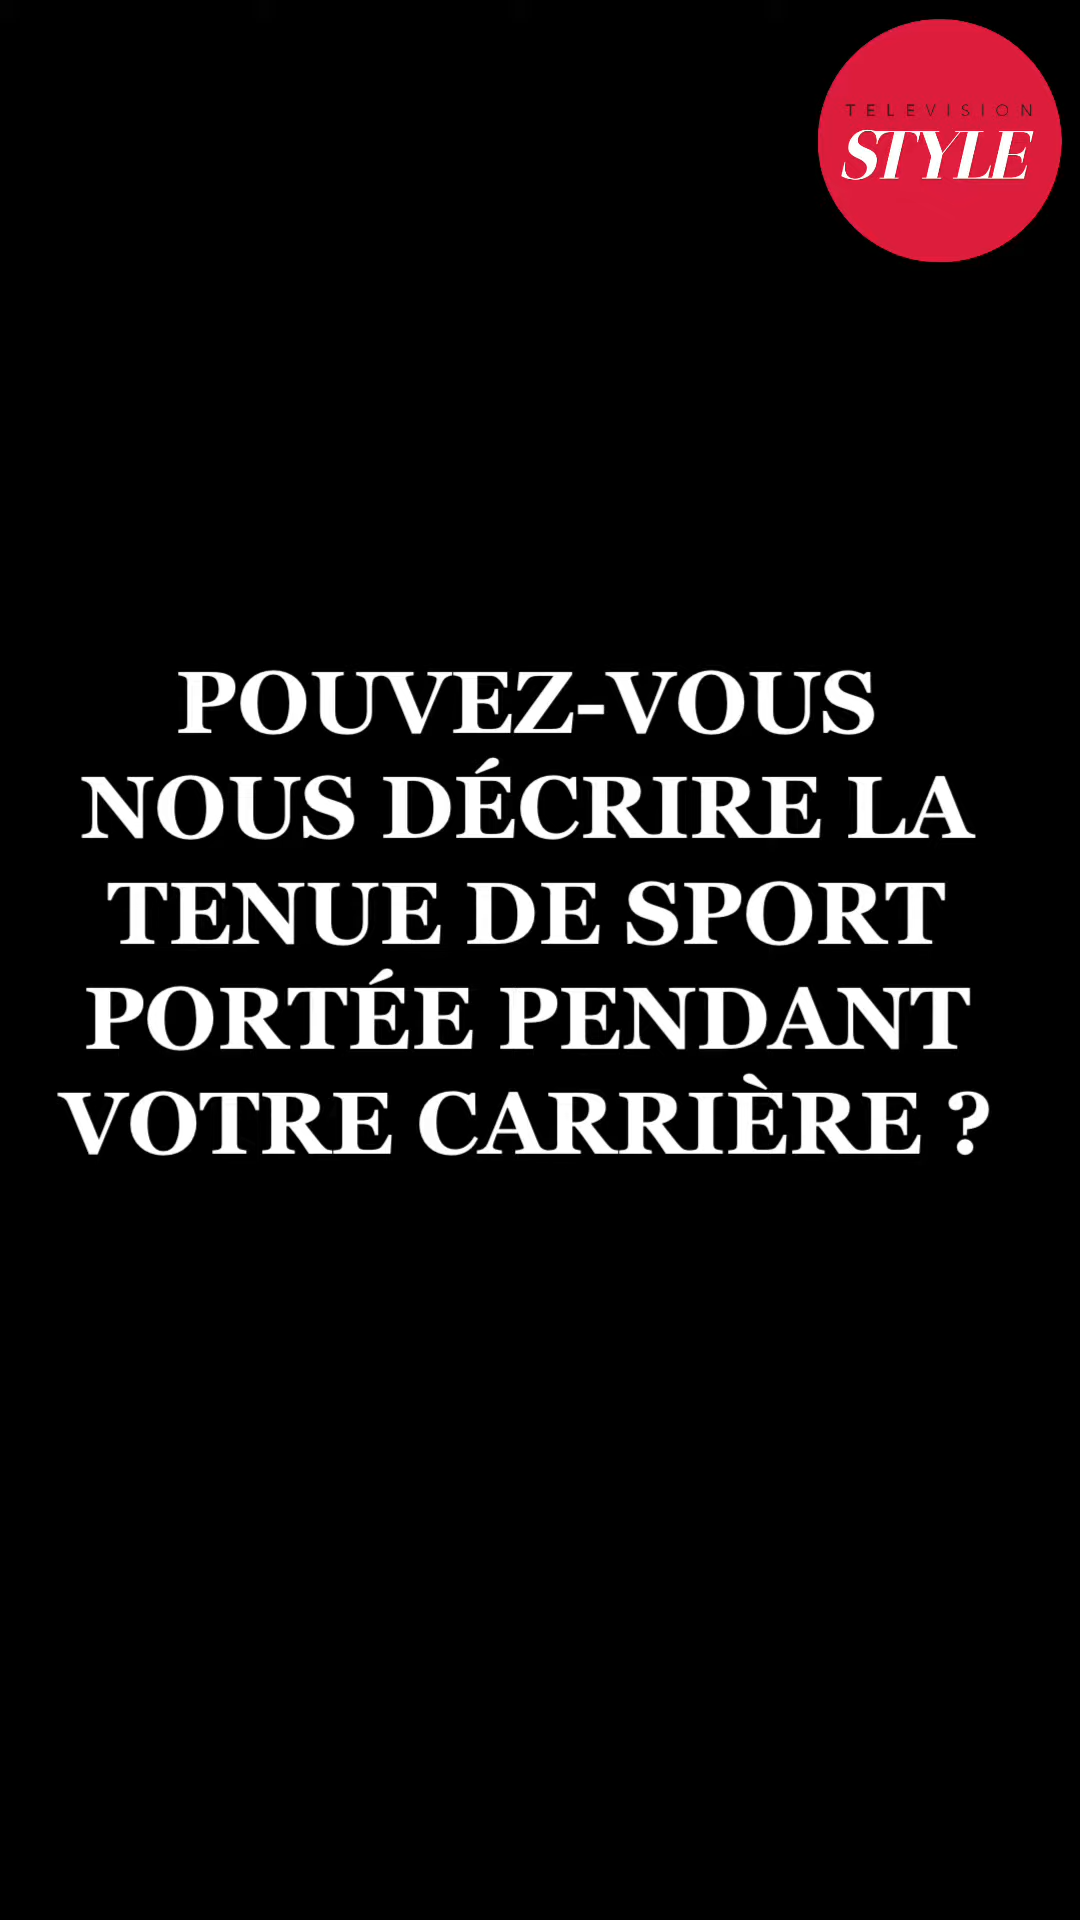 TELEVISION
STYLE
POUVEZ-VOUS
NOUS DÉCRIRE LA
TENUE DE SPORT
PORTÉE PENDANT
VOTRE CARRIÈRE ?